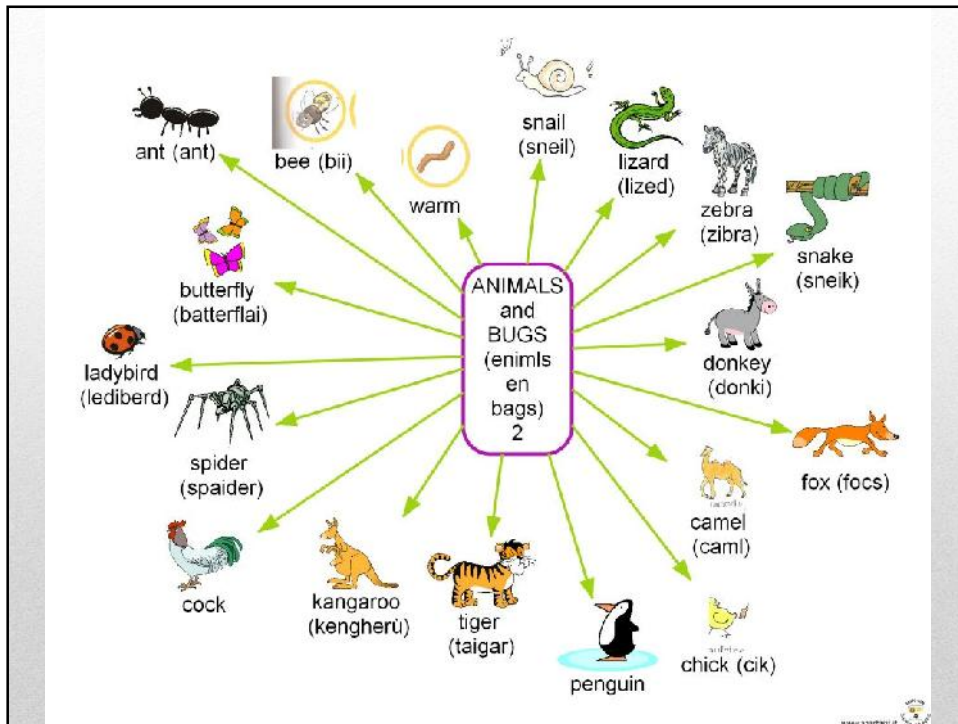 snail
(sneil)
ant (ant)
bee (bii)
lizard
(lized)
warm
zebra
(zibra)
snake
(sneik)
butterfly
(batterflai)
ANIMALS
and
BUGS
(enimls
en
bags)
2
donkey
(donki)
ladybird
(lediberd)
spider
(spaider)
fox (focs)
camel
(caml)
cock
kangaroo
(kengherù)
tiger
(taigar)
penguin
chick (cik)